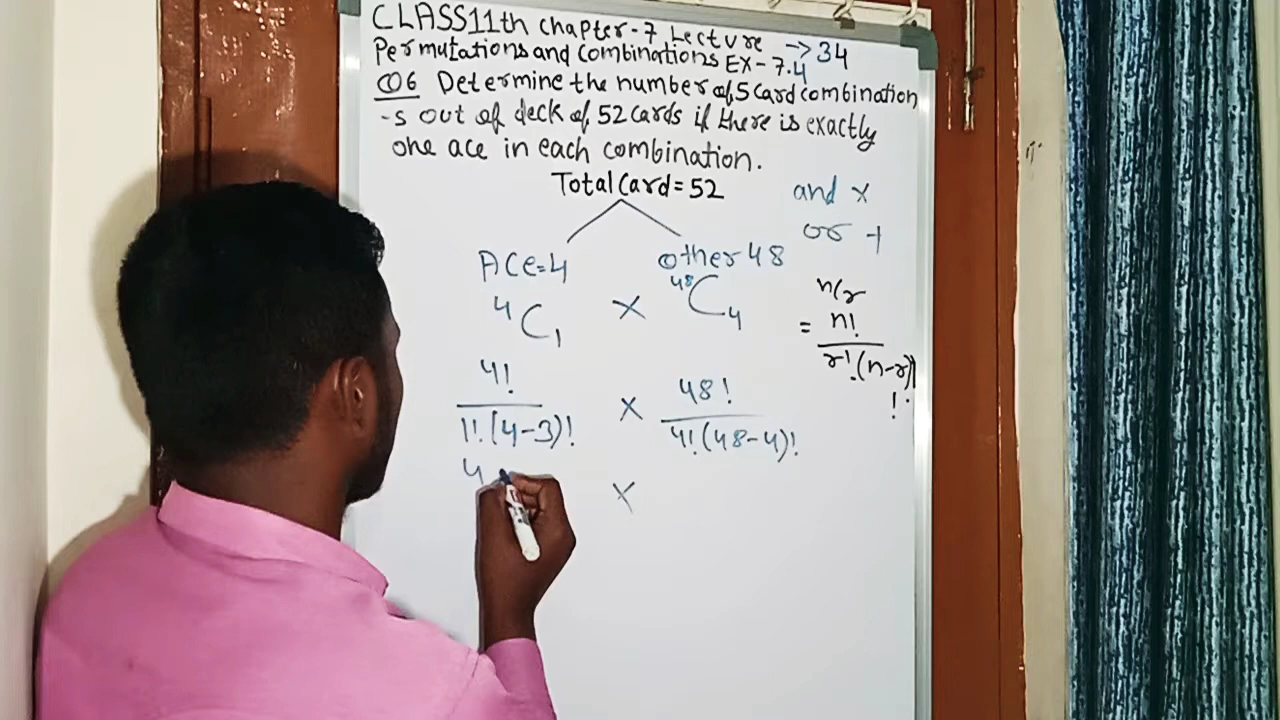 CLASS 11th Chapter-7 Lecture → 34
Permutations and Combinations EX-7.4
Q6 Determine the number of 5 card combination
-s out of deck of 52 cards if there is exactly
one ace in each combination.
Total Card = 52
and ×
or +
ACe=4 other 48
⁴C₁ × ⁴⁸C₄
nCr
= n!/r!(n-r)!
4!/1!(4-3)! × 48!/4!(48-4)!
4 ×